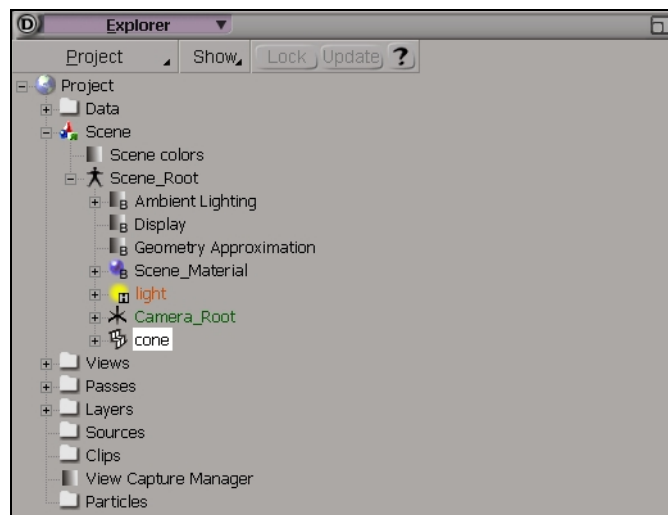 D Explorer
Project Show Lock Update ?
Project
Data
Scene
Scene colors
Scene_Root
B Ambient Lighting
B Display
B Geometry Approximation
B Scene_Material
H light
Camera_Root
cone
Views
Passes
Layers
Sources
Clips
View Capture Manager
Particles